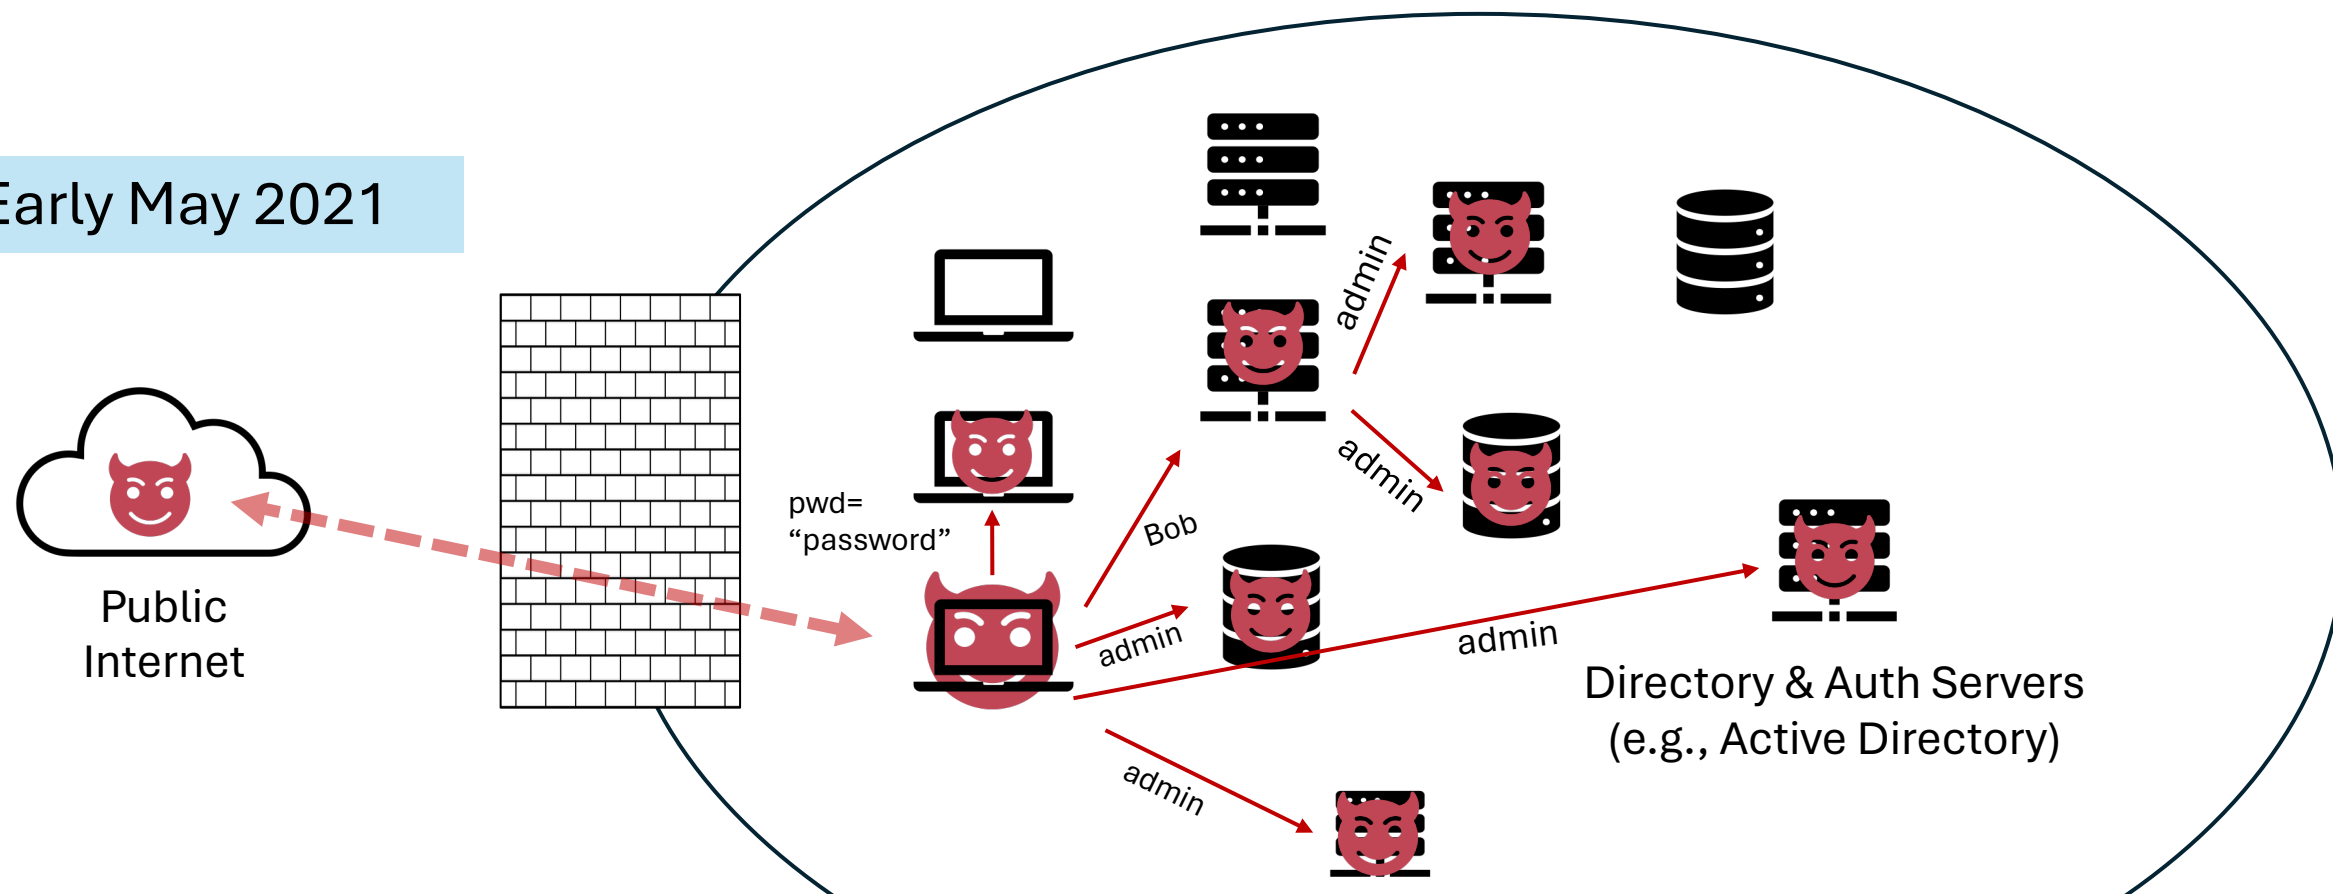 Early May 2021
Public
Internet
pwd=
“password”
Bob
admin
admin
admin
admin
admin
Directory & Auth Servers
(e.g., Active Directory)